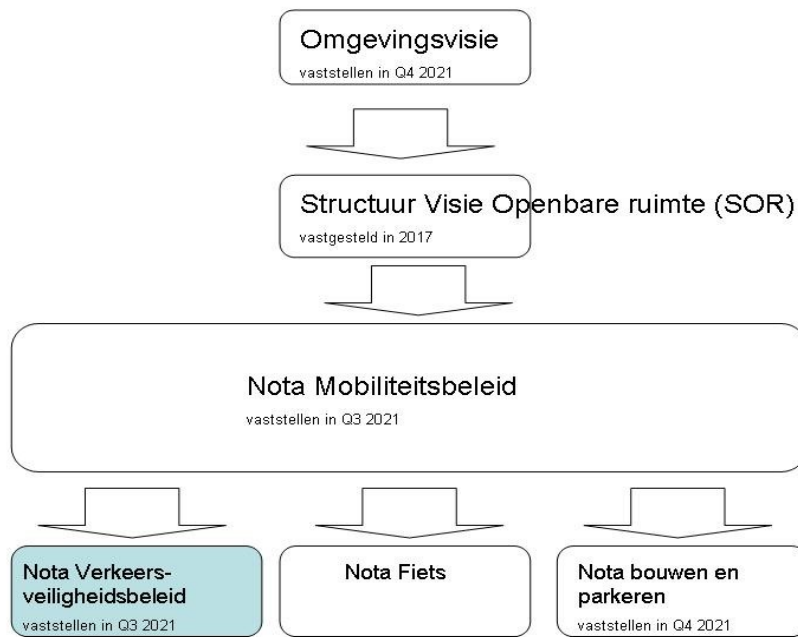 Omgevingsvisie
vaststellen in Q4 2021
Structuur Visie Openbare ruimte (SOR)
vastgesteld in 2017
Nota Mobiliteitsbeleid
vaststellen in Q3 2021
Nota Verkeers-
veiligheidsbeleid
vaststellen in Q3 2021
Nota Fiets
Nota bouwen en
parkeren
vaststellen in Q4 2021